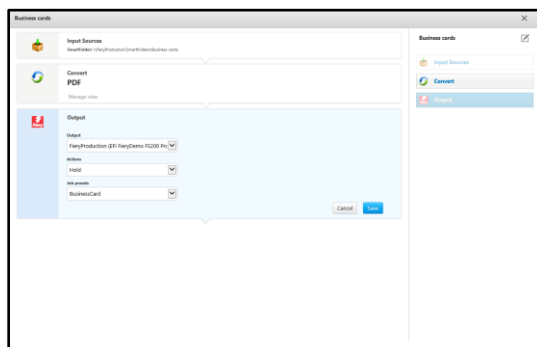 Business cards
Input Sources
SmartFolder: \\FieryProduction\SmartFolders\Business cards
Convert
PDF
Manage rules
Output
Output
FieryProduction (EFI FieryDemo FS200 Prc
Actions
Hold
Job presets
BusinessCard
Cancel
Save
Business cards
Input Sources
Convert
Output